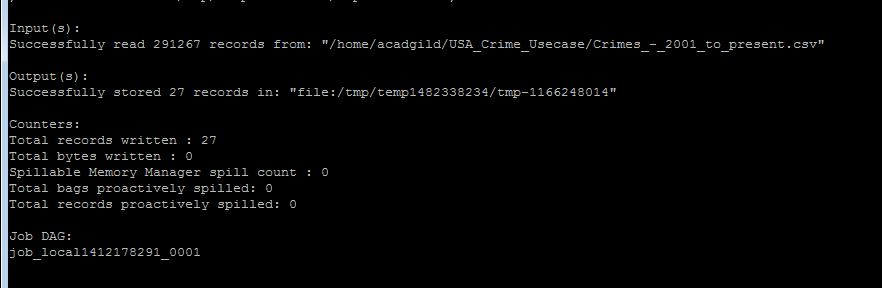 Input(s):
Successfully read 291267 records from: "/home/acadgild/USA_Crime_Usecase/Crimes_-_2001_to_present.csv"
Output(s):
Successfully stored 27 records in: "file:/tmp/temp1482338234/tmp-1166248014"
Counters:
Total records written : 27
Total bytes written : 0
Spillable Memory Manager spill count : 0
Total bags proactively spilled: 0
Total records proactively spilled: 0
Job DAG:
job_local1412178291_0001